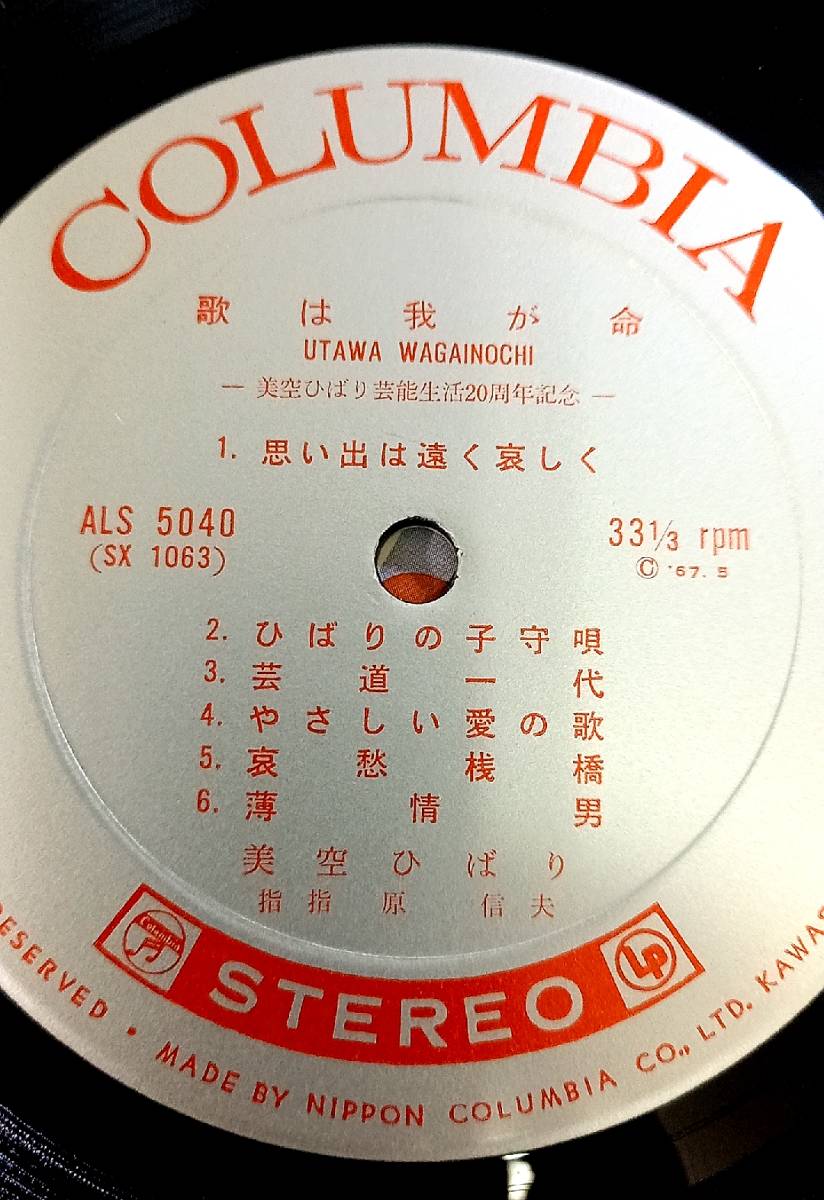 COLUMBIA
歌は我が命
UTAWA WAGAINOCHI
— 美空ひばり芸能生活20周年記念 —
1. 思い出は遠く哀しく
ALS 5040
(SX 1063)
33⅓ rpm
Ⓒ '67. 5
2. ひばりの子守唄
3. 芸道一代
4. やさしい愛の歌
5. 哀愁桟橋
6. 薄情男
美空ひばり
指指原信夫
Columbia
STEREO
LP
RESERVED • MADE BY NIPPON COLUMBIA CO., LTD. KAWAS